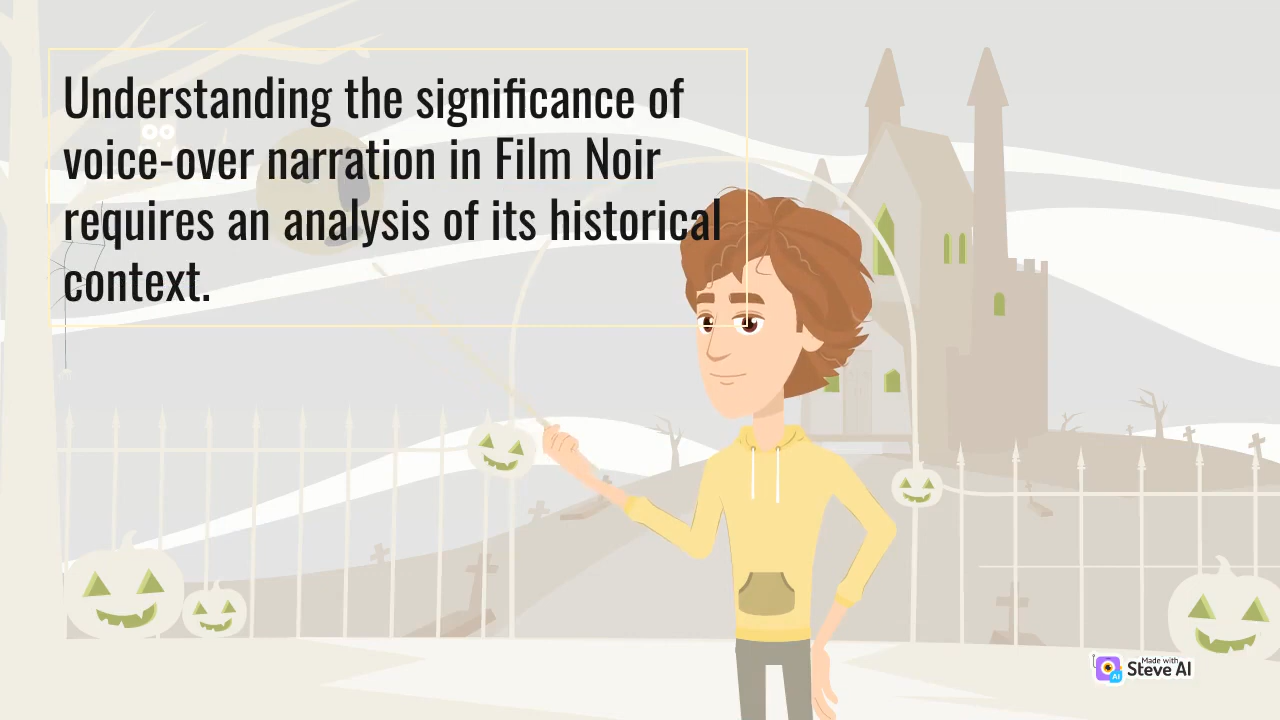 Understanding the significance of
voice-over narration in Film Noir
requires an analysis of its historical
context.
Made with
Steve AI
AI